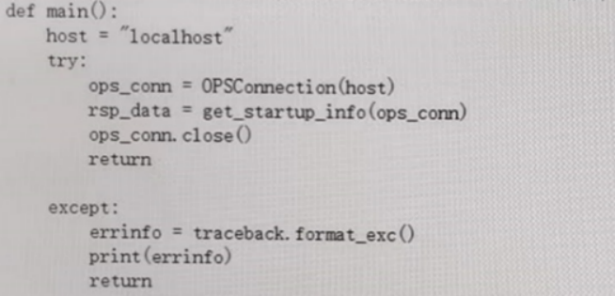 def main():
    host = "localhost"
    try:
        ops_conn = OPSConnection(host)
        rsp_data = get_startup_info(ops_conn)
        ops_conn.close()
        return

    except:
        errinfo = traceback.format_exc()
        print(errinfo)
        return